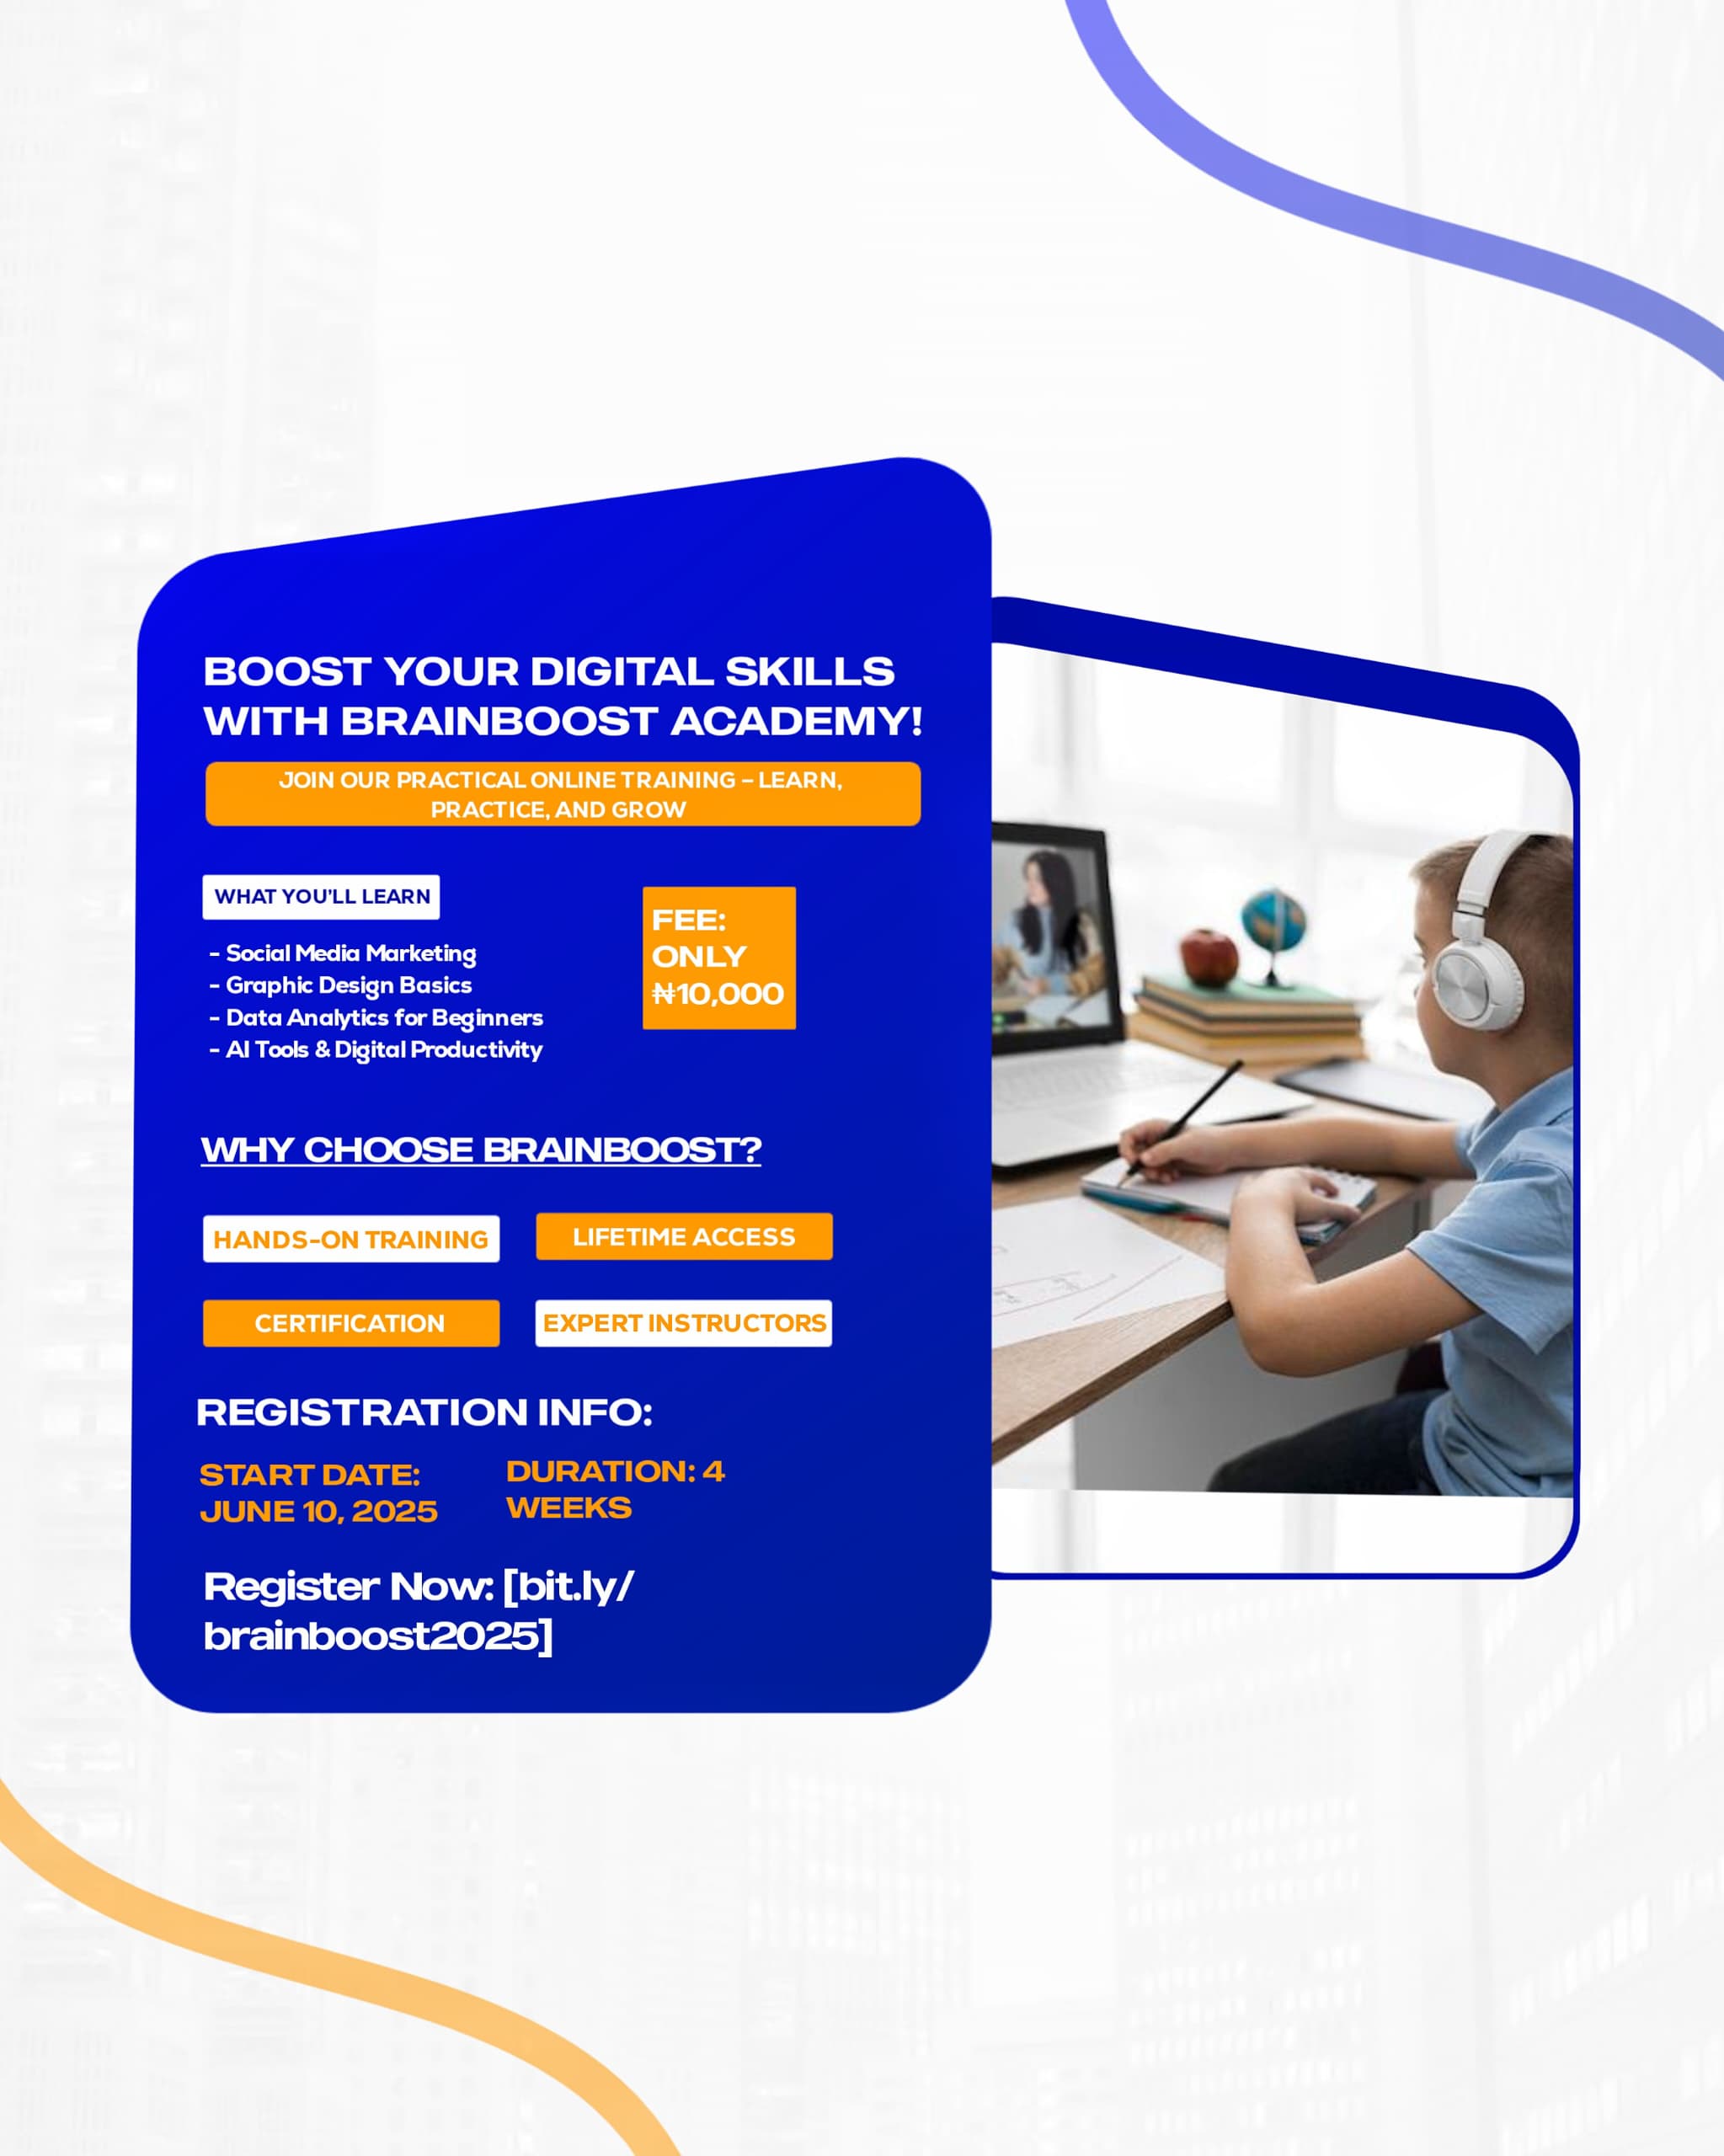 BOOST YOUR DIGITAL SKILLS
WITH BRAINBOOST ACADEMY!
JOIN OUR PRACTICAL ONLINE TRAINING – LEARN,
PRACTICE, AND GROW
WHAT YOU'LL LEARN
- Social Media Marketing
- Graphic Design Basics
- Data Analytics for Beginners
- AI Tools & Digital Productivity
FEE:
ONLY
₦10,000
WHY CHOOSE BRAINBOOST?
HANDS-ON TRAINING
LIFETIME ACCESS
CERTIFICATION
EXPERT INSTRUCTORS
REGISTRATION INFO:
START DATE:
JUNE 10, 2025
DURATION: 4
WEEKS
Register Now: [bit.ly/
brainboost2025]